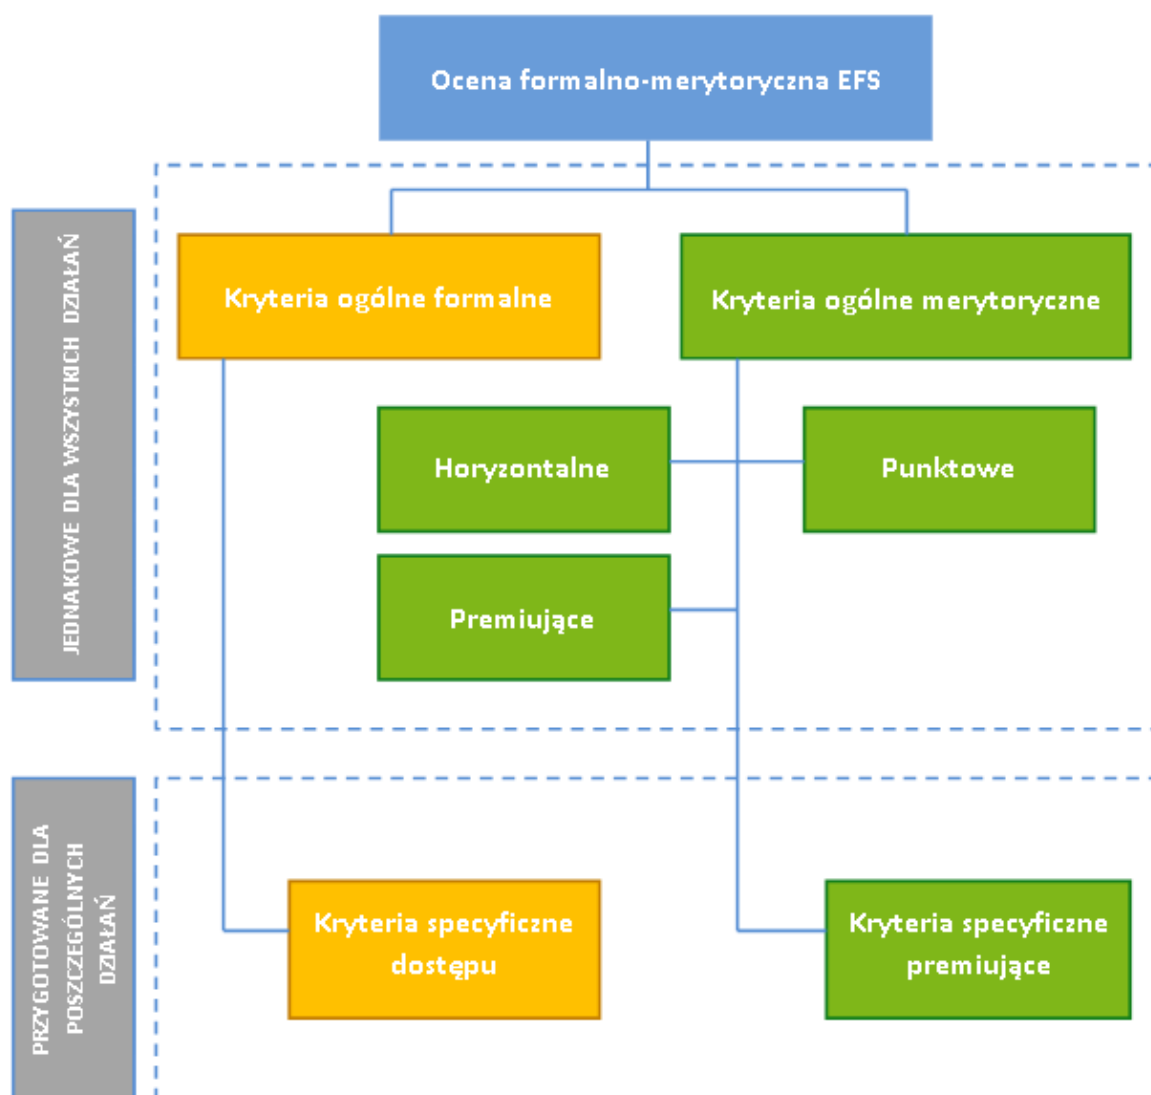 Ocena formalno-merytoryczna EFS
JEDNAKOWE DLA WSZYSTKICH DZIAŁAŃ
Kryteria ogólne formalne
Kryteria ogólne merytoryczne
Horyzontalne
Punktowe
Premiujące
PRZYGOTOWANE DLA
POSZCZEGÓLNYCH
DZIAŁAŃ
Kryteria specyficzne
dostępu
Kryteria specyficzne
premiujące